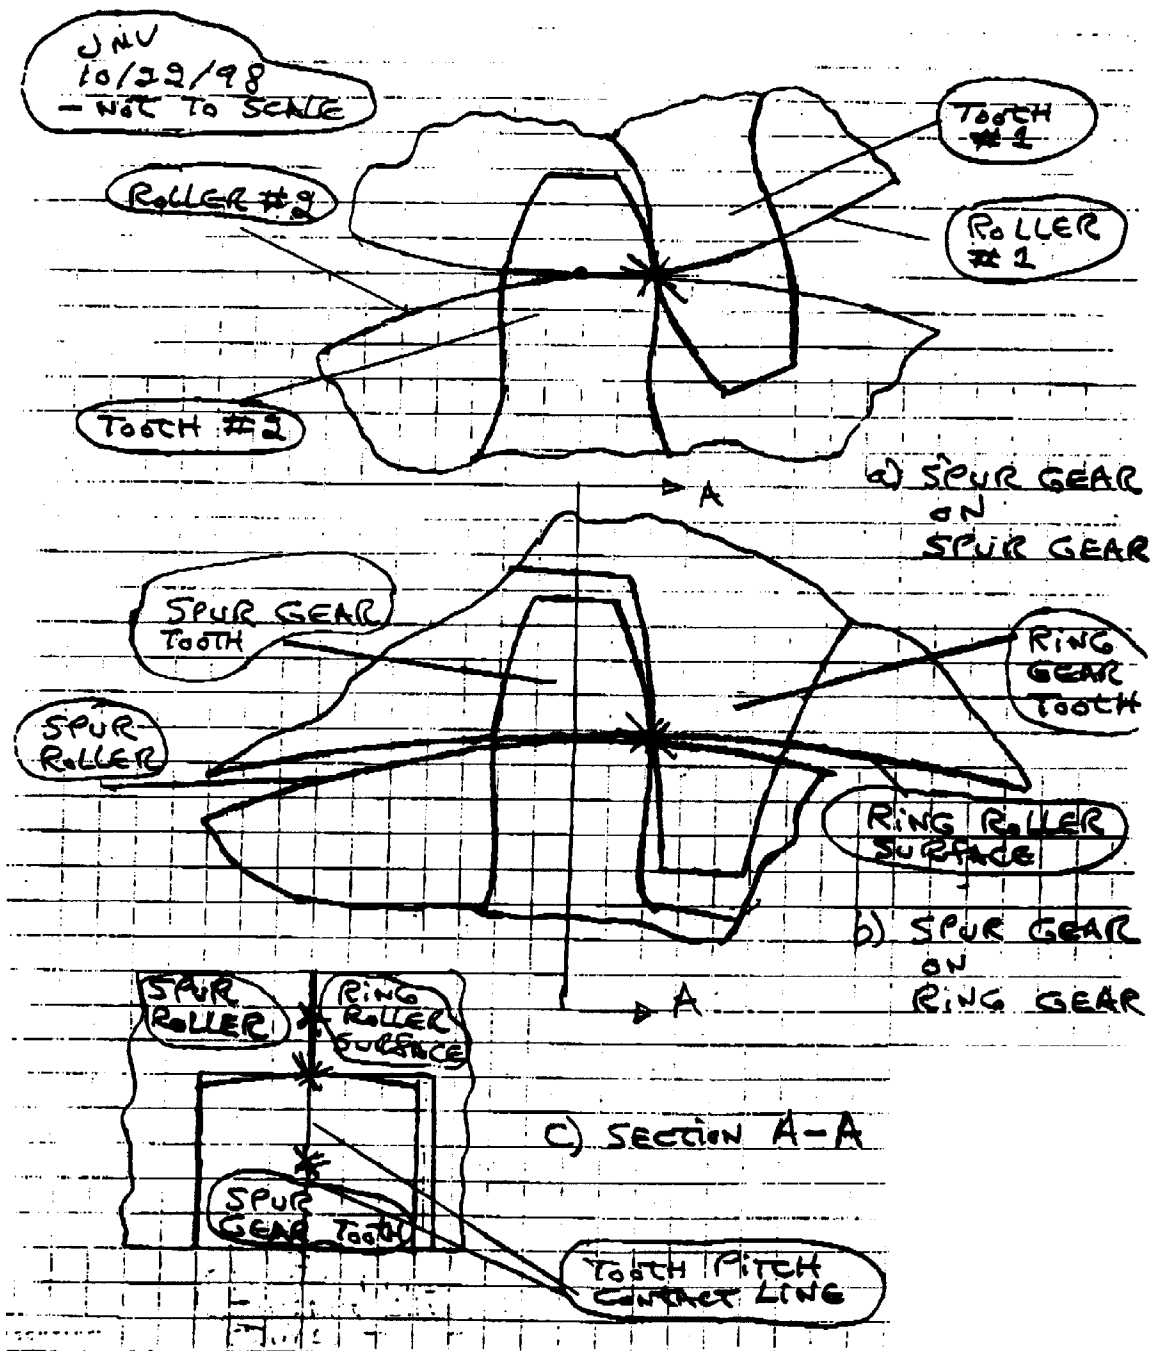 JMV
10/22/98
- NOT TO SCALE
TOOTH
#1
ROLLER #2
ROLLER
#1
TOOTH #2
a) SPUR GEAR
ON
SPUR GEAR
A
SPUR GEAR
TOOTH
RING
GEAR
TOOTH
SPUR
ROLLER
RING ROLLER
SURFACE
b) SPUR GEAR
ON
RING GEAR
A
SPUR
ROLLER
RING
ROLLER
SURFACE
C) SECTION A-A
SPUR
GEAR TOOTH
TOOTH PITCH
CONTACT LINE